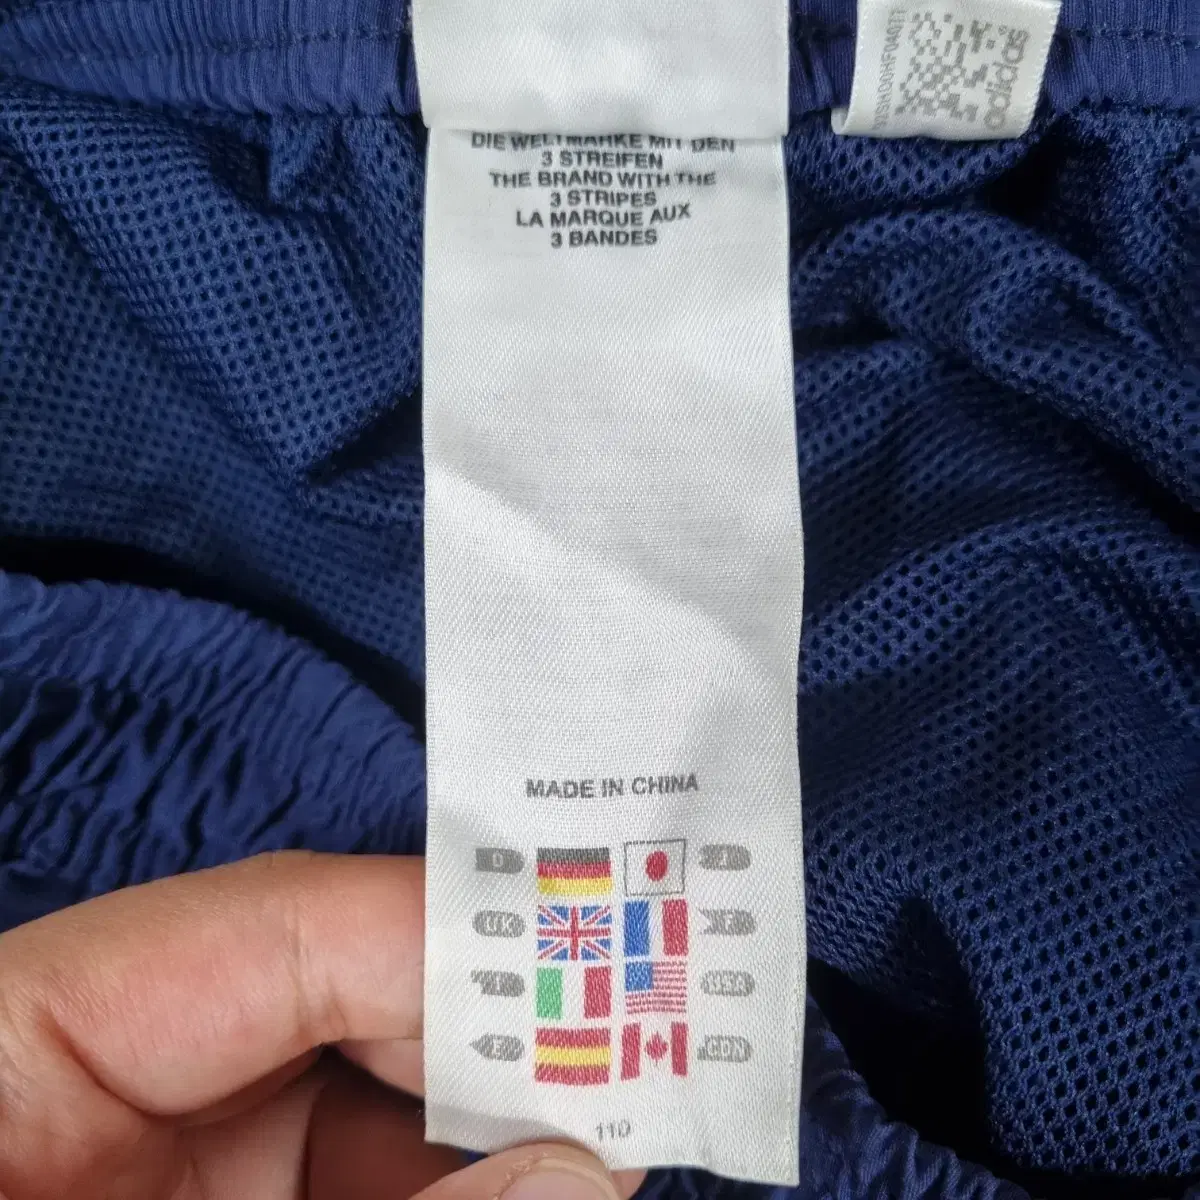 DIE WELTMARKE MIT DEN
3 STREIFEN
THE BRAND WITH THE
3 STRIPES
LA MARQUE AUX
3 BANDES
adidas
MADE IN CHINA
D
J
UK
F
I
USA
E
CDN
110